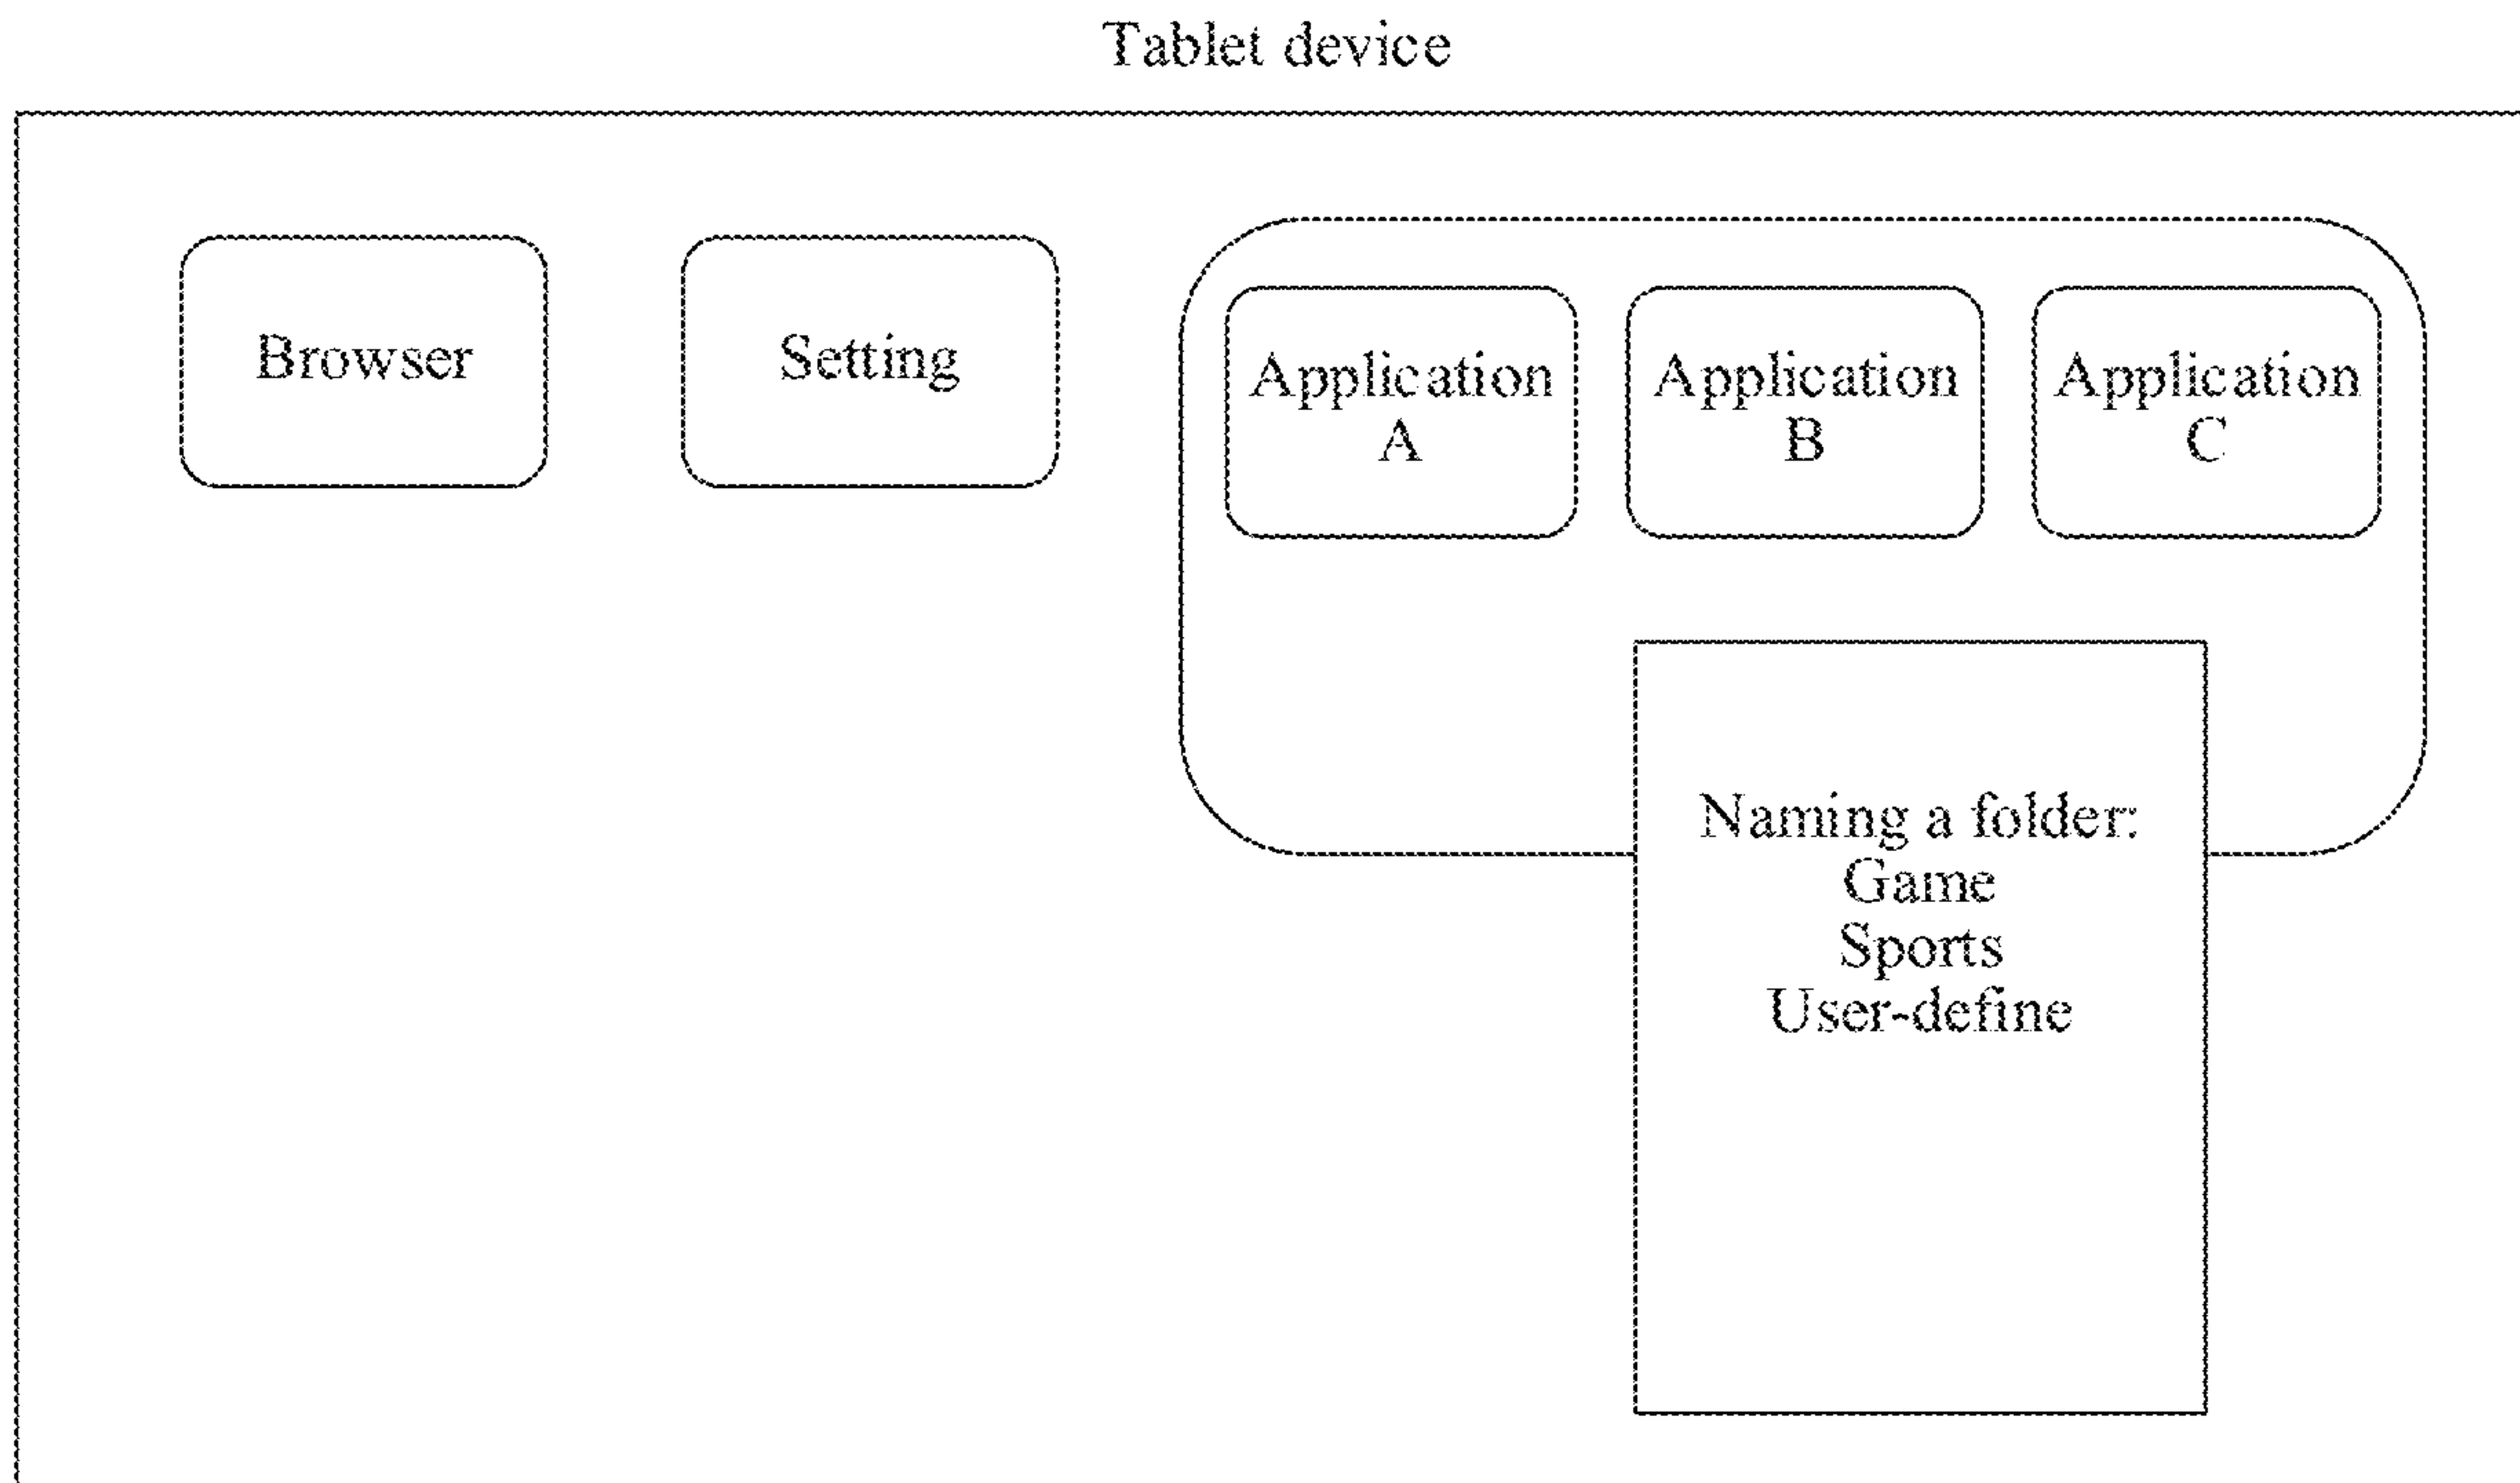 Tablet device
Browser
Setting
Application
A
Application
B
Application
C
Naming a folder:
Game
Sports
User-define